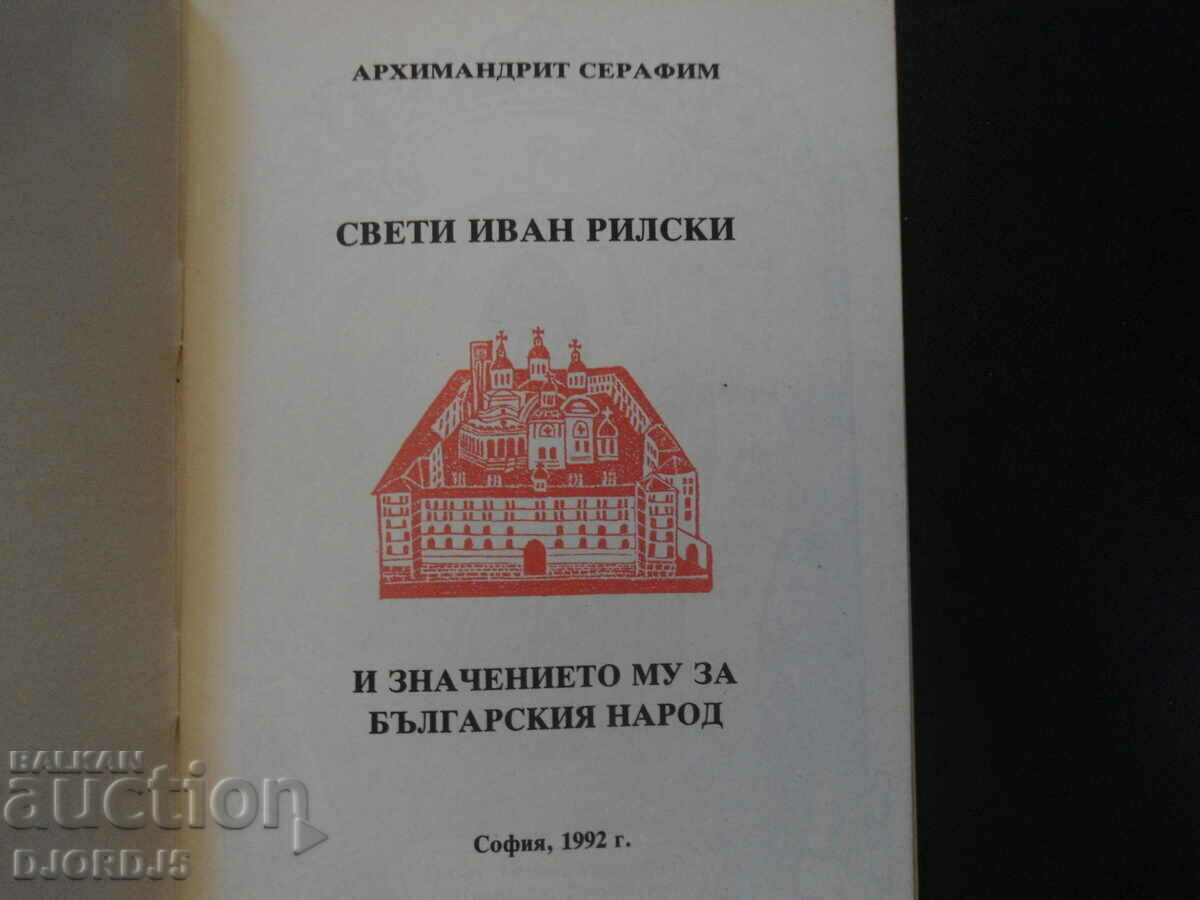 АРХИМАНДРИТ СЕРАФИМ
СВЕТИ ИВАН РИЛСКИ
И ЗНАЧЕНИЕТО МУ ЗА
БЪЛГАРСКИЯ НАРОД
София, 1992 г.
BALKAN
auction
DJORDJ5